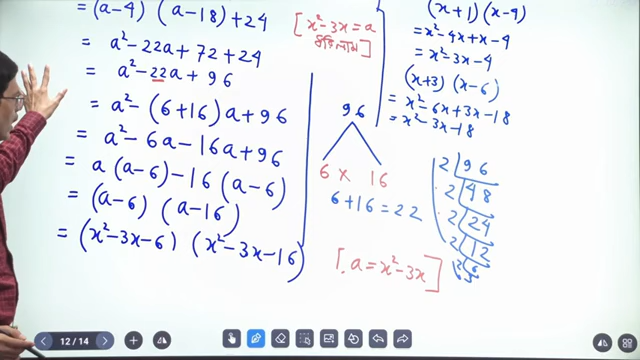 = (a-4) (a-18) + 24
= a² - 22a + 72 + 24
= a² - 22a + 96
= a² - (6+16)a + 96
= a² - 6a - 16a + 96
= a(a-6) - 16(a-6)
= (a-6) (a-16)
= (x²-3x-6) (x²-3x-16)
[x²-3x = a
ধরিলাম]
96
6 x 16
6+16 = 22
[a = x²-3x]
(x+1) (x-4)
= x²-4x+x-4
= x²-3x-4
(x+3) (x-6)
= x²-6x+3x-18
= x²-3x-18
2 96
2 48
2 24
2 12
2 6
3
12/14